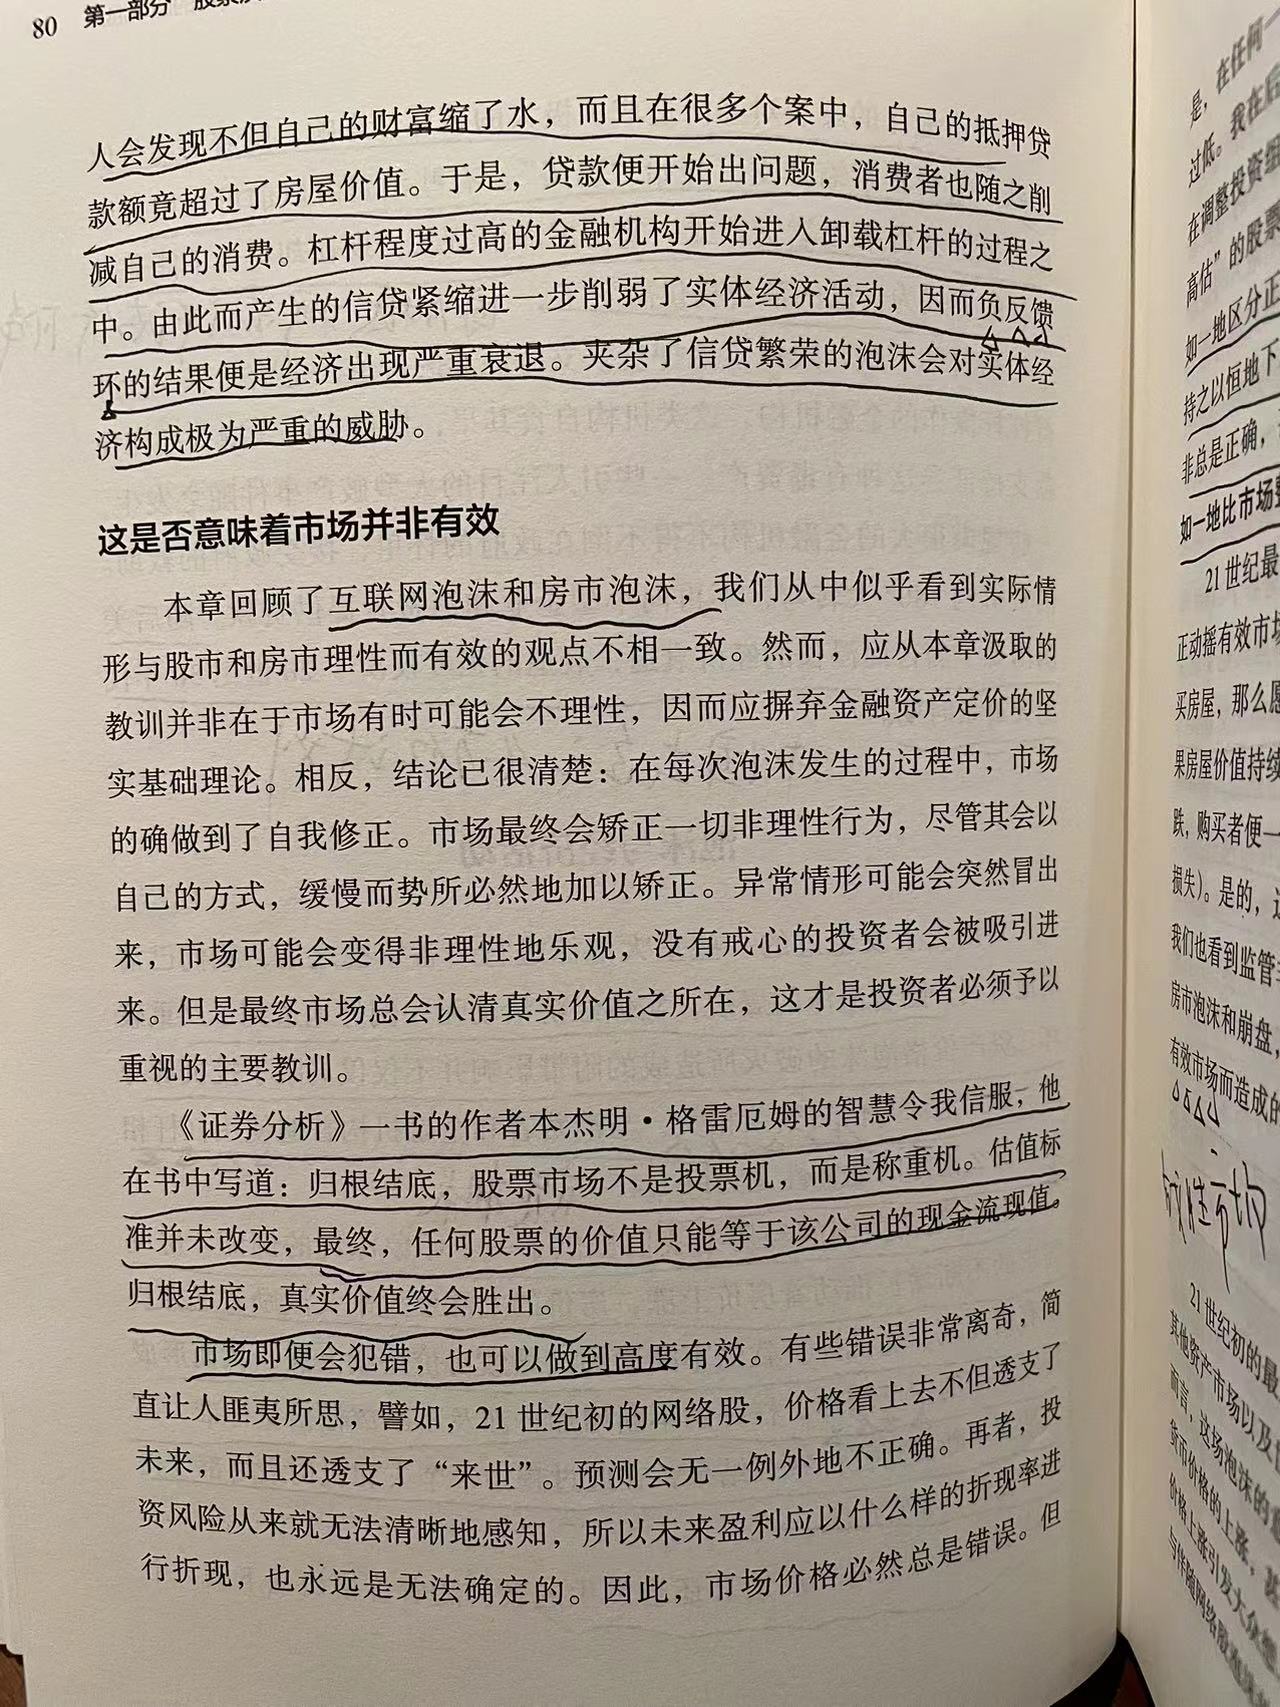 80 第一部分
人会发现不但自己的财富缩了水，而且在很多个案中，自己的抵押贷
款额竟超过了房屋价值。于是，贷款便开始出问题，消费者也随之削
减自己的消费。杠杆程度过高的金融机构开始进入卸载杠杆的过程之
中。由此而产生的信贷紧缩进一步削弱了实体经济活动，因而负反馈
环的结果便是经济出现严重衰退。夹杂了信贷繁荣的泡沫会对实体经
济构成极为严重的威胁。
这是否意味着市场并非有效
本章回顾了互联网泡沫和房市泡沫，我们从中似乎看到实际情
形与股市和房市理性而有效的观点不相一致。然而，应从本章汲取的
教训并非在于市场有时可能会不理性，因而应摒弃金融资产定价的坚
实基础理论。相反，结论已很清楚：在每次泡沫发生的过程中，市场
的确做到了自我修正。市场最终会矫正一切非理性行为，尽管其会以
自己的方式，缓慢而势所必然地加以矫正。异常情形可能会突然冒出
来，市场可能会变得非理性地乐观，没有戒心的投资者会被吸引进
来。但是最终市场总会认清真实价值之所在，这才是投资者必须予以
重视的主要教训。
《证券分析》一书的作者本杰明·格雷厄姆的智慧令我信服，他
在书中写道：归根结底，股票市场不是投票机，而是称重机。估值标
准并未改变，最终，任何股票的价值只能等于该公司的现金流现值。
归根结底，真实价值终会胜出。
市场即便会犯错，也可以做到高度有效。有些错误非常离奇，简
直让人匪夷所思，譬如，21 世纪初的网络股，价格看上去不但透支了
未来，而且还透支了“来世”。预测会无一例外地不正确。再者，投
资风险从来就无法清晰地感知，所以未来盈利应以什么样的折现率进
行折现，也永远是无法确定的。因此，市场价格必然总是错误。但
是，在任何一
过低。我在后
在调整投资组
高估”的股票
如一地区分正
持之以恒地下
非总是正确，
如一地比市场整
21 世纪最
正动摇有效市场
买房屋，那么愿
果房屋价值持续
跌，购买者便一
损失）。是的，
我们也看到监管
房市泡沫和崩盘，
有效市场而造成的
21 世纪初的最
其他资产市场以及
而言，这场泡沫的
货币价格的上涨，
价格上涨引发大众
与伴随网络股泡沫